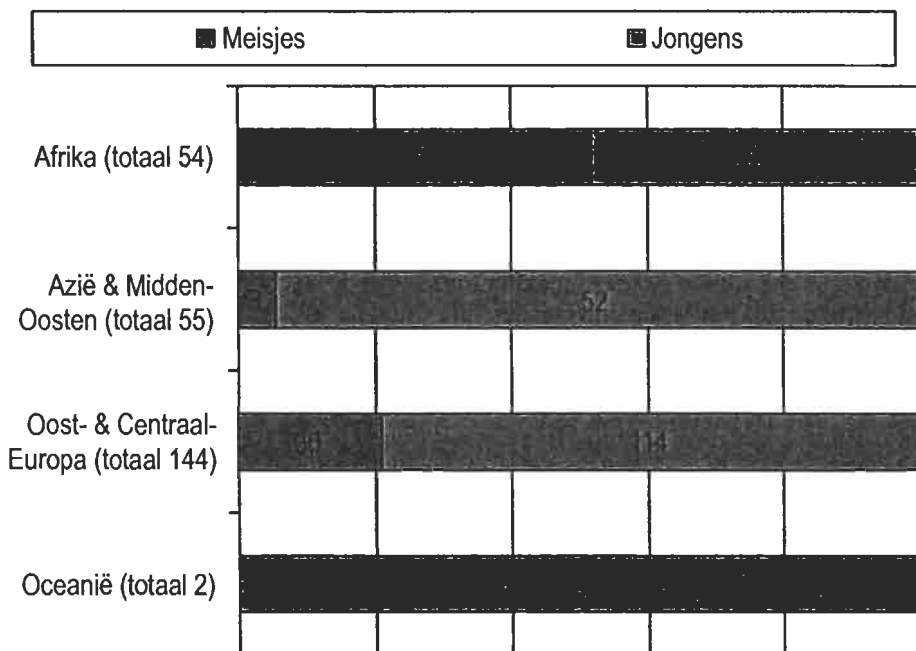 Meisjes Jongens
Afrika (totaal 54)
Azië & Midden-
Oosten (totaal 55)
52
Oost- & Centraal-
Europa (totaal 144)
Oceanië (totaal 2)